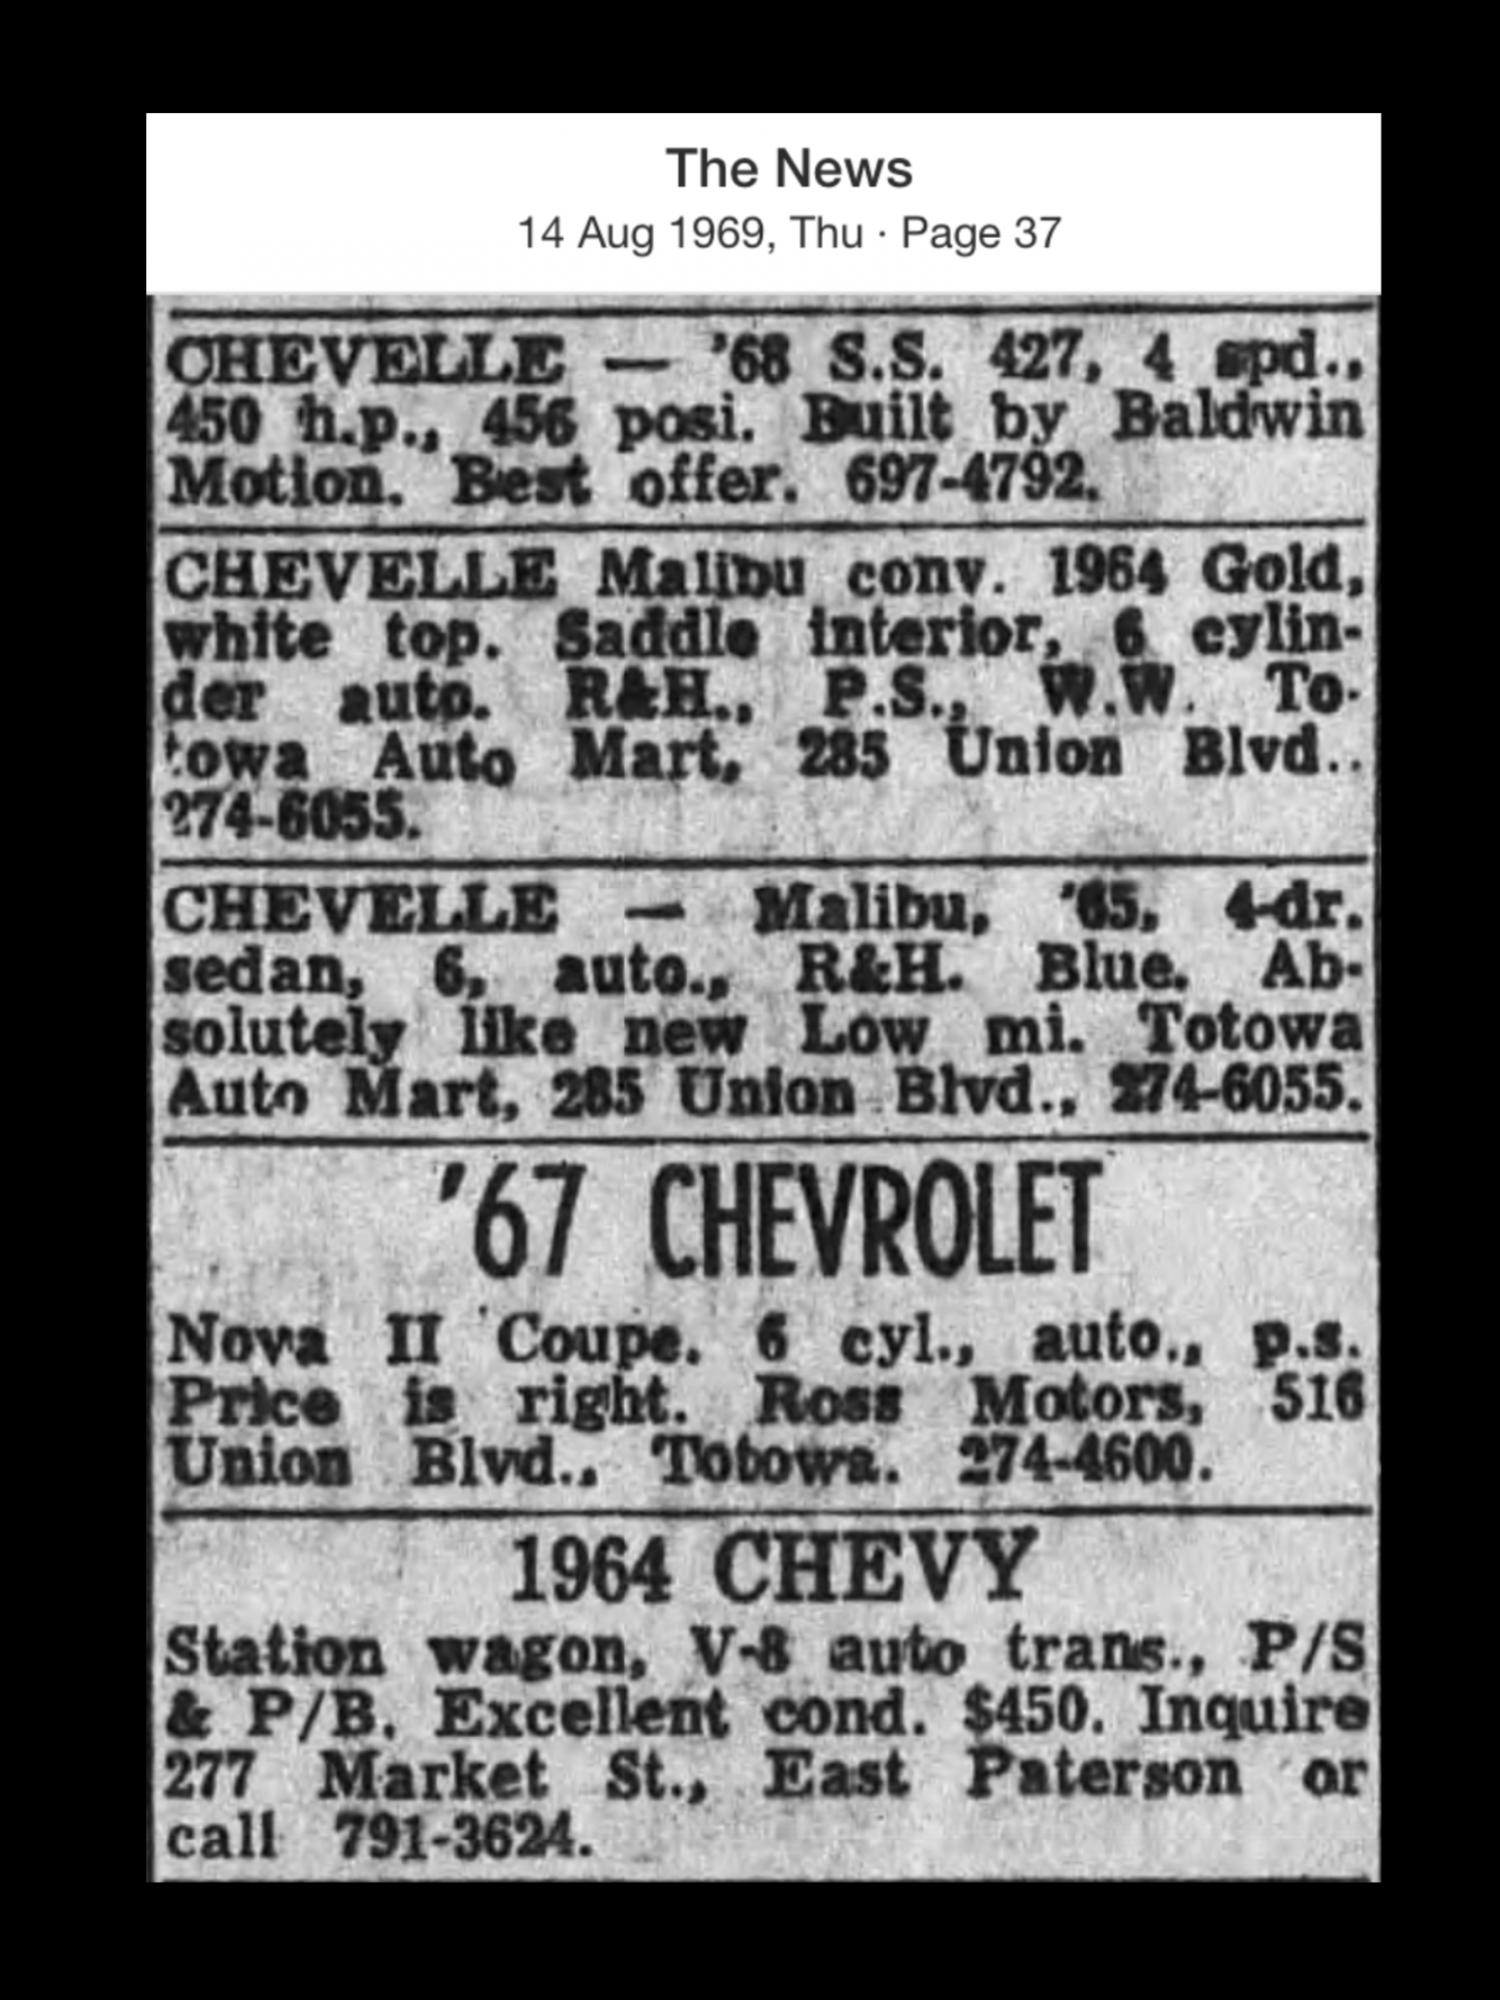 The News
14 Aug 1969, Thu · Page 37
CHEVELLE — '68 S.S. 427, 4 spd.,
450 h.p., 456 posi. Built by Baldwin
Motion. Best offer. 697-4792.
CHEVELLE Malibu conv. 1964 Gold,
white top. Saddle interior, 6 cylin-
der auto. R&H., P.S., W.W. To-
towa Auto Mart, 285 Union Blvd..
274-6055.
CHEVELLE — Malibu, '65, 4-dr.
sedan, 6, auto., R&H. Blue. Ab-
solutely like new Low mi. Totowa
Auto Mart, 285 Union Blvd., 274-6055.
'67 CHEVROLET
Nova II Coupe. 6 cyl., auto., p.s.
Price is right. Ross Motors, 516
Union Blvd., Totowa. 274-4600.
1964 CHEVY
Station wagon, V-8 auto trans., P/S
& P/B. Excellent cond. $450. Inquire
277 Market St., East Paterson or
call 791-3624.